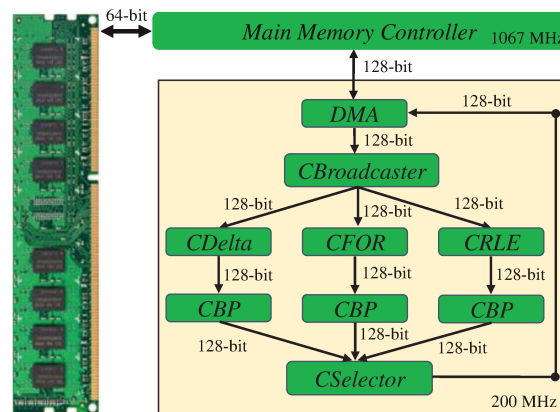 64-bit
Main Memory Controller
1067 MHz
128-bit
128-bit
DMA
128-bit
CBroadcaster
128-bit
128-bit
128-bit
CDelta
CFOR
CRLE
128-bit
128-bit
128-bit
CBP
CBP
CBP
128-bit
128-bit
128-bit
CSelector
200 MHz